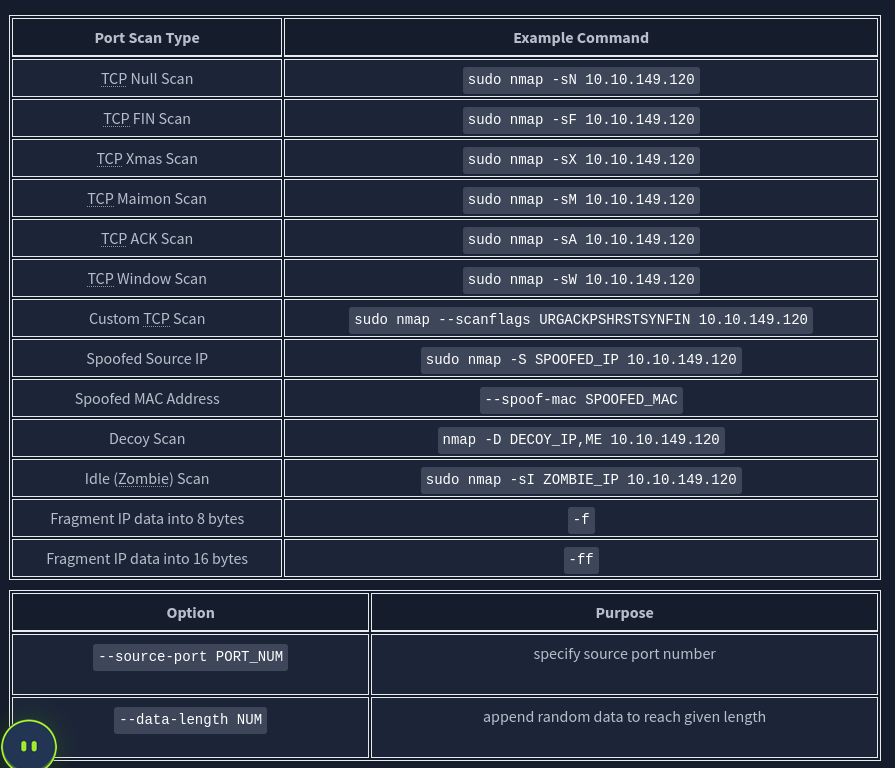 Port Scan Type Example Command
TCP Null Scan sudo nmap -sN 10.10.149.120
TCP FIN Scan sudo nmap -sF 10.10.149.120
TCP Xmas Scan sudo nmap -sX 10.10.149.120
TCP Maimon Scan sudo nmap -sM 10.10.149.120
TCP ACK Scan sudo nmap -sA 10.10.149.120
TCP Window Scan sudo nmap -sW 10.10.149.120
Custom TCP Scan sudo nmap --scanflags URGACKPSHRSTSYNFIN 10.10.149.120
Spoofed Source IP sudo nmap -S SPOOFED_IP 10.10.149.120
Spoofed MAC Address --spoof-mac SPOOFED_MAC
Decoy Scan nmap -D DECOY_IP,ME 10.10.149.120
Idle (Zombie) Scan sudo nmap -sI ZOMBIE_IP 10.10.149.120
Fragment IP data into 8 bytes -f
Fragment IP data into 16 bytes -ff
Option Purpose
--source-port PORT_NUM specify source port number
--data-length NUM append random data to reach given length